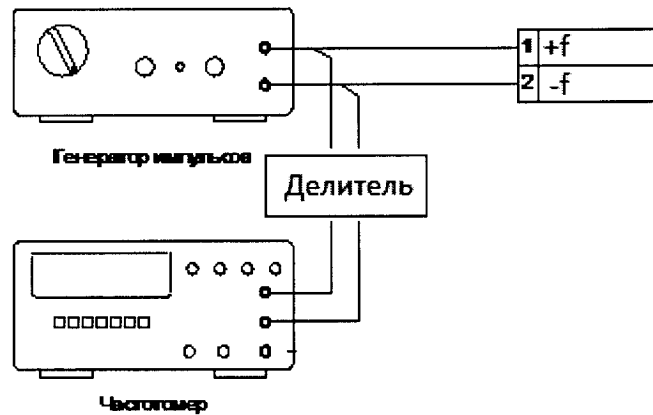 1 +f
2 -f
Генератор импульсов
Делитель
Частотомер